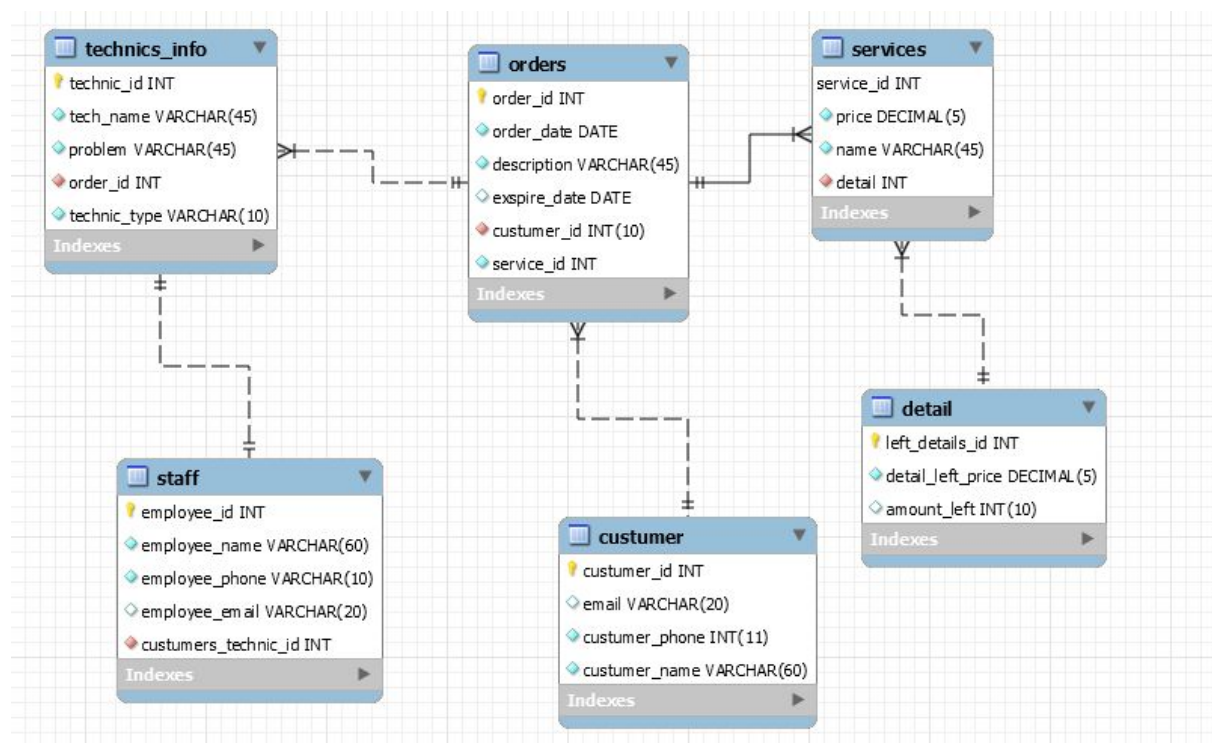 technics_info
technic_id INT
tech_name VARCHAR(45)
problem VARCHAR(45)
order_id INT
technic_type VARCHAR(10)
Indexes
orders
order_id INT
order_date DATE
description VARCHAR(45)
exspire_date DATE
custumer_id INT(10)
service_id INT
Indexes
services
service_id INT
price DECIMAL(5)
name VARCHAR(45)
detail INT
Indexes
staff
employee_id INT
employee_name VARCHAR(60)
employee_phone VARCHAR(10)
employee_email VARCHAR(20)
custumers_technic_id INT
Indexes
custumer
custumer_id INT
email VARCHAR(20)
custumer_phone INT(11)
custumer_name VARCHAR(60)
Indexes
detail
left_details_id INT
detail_left_price DECIMAL(5)
amount_left INT(10)
Indexes